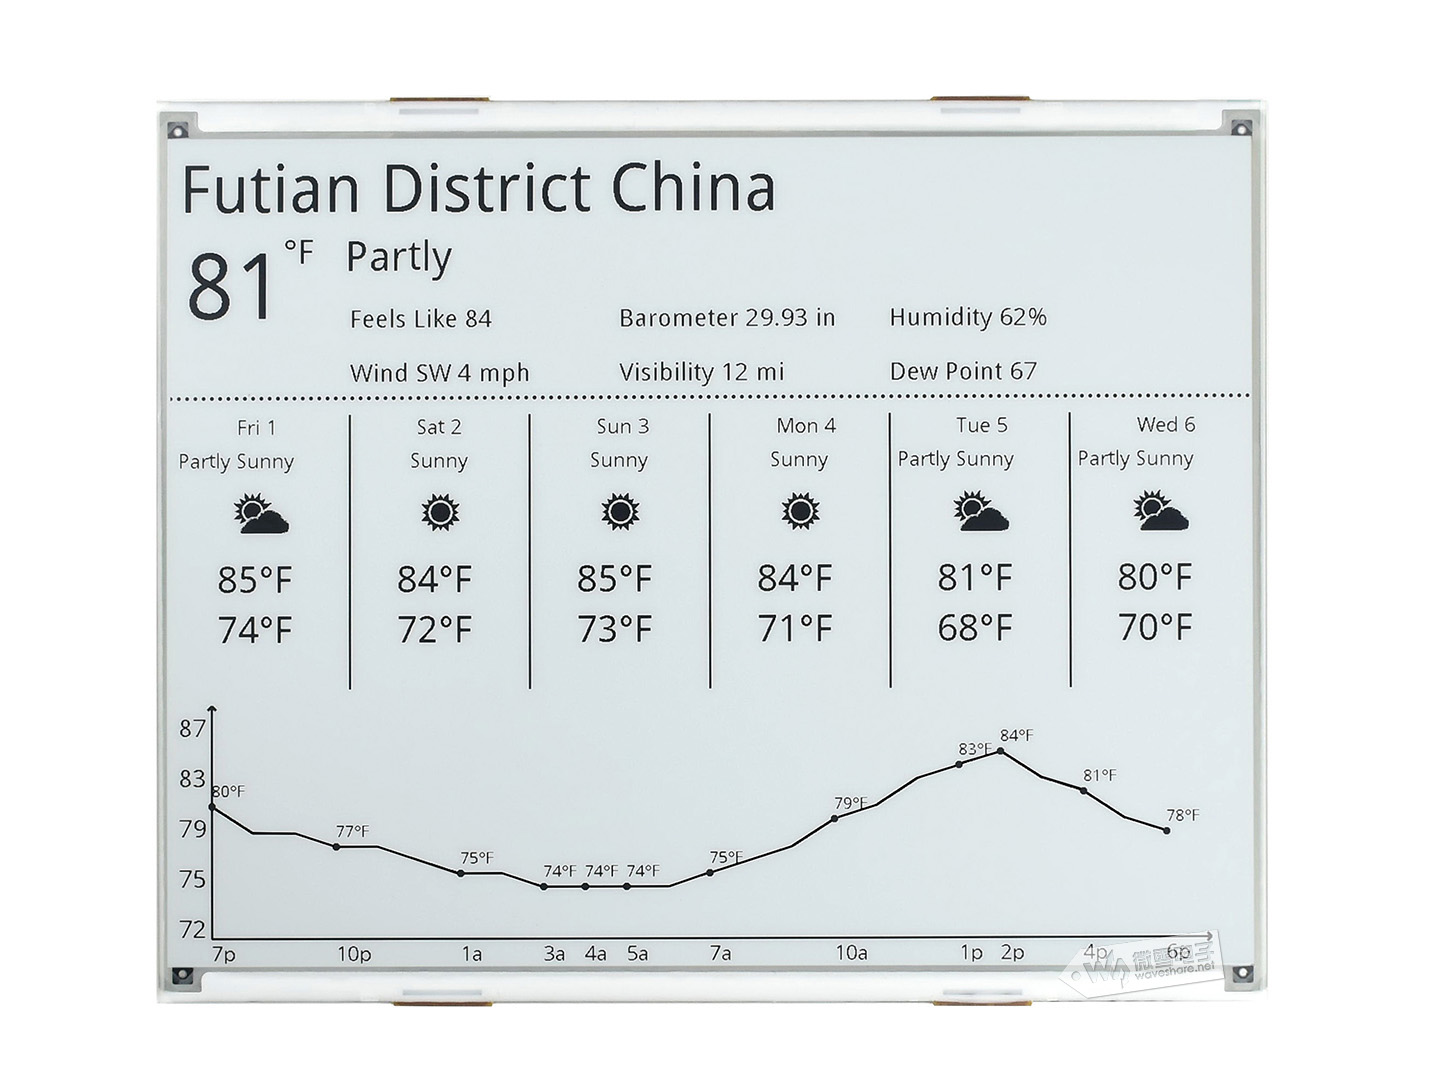 Futian District China
81 °F Partly
Feels Like 84 Barometer 29.93 in Humidity 62%
Wind SW 4 mph Visibility 12 mi Dew Point 67
Fri 1 Sat 2 Sun 3 Mon 4 Tue 5 Wed 6
Partly Sunny Sunny Sunny Sunny Partly Sunny Partly Sunny
85°F 84°F 85°F 84°F 81°F 80°F
74°F 72°F 73°F 71°F 68°F 70°F
87
83
79
75
72
80°F 77°F 75°F 74°F 74°F 74°F 75°F 79°F 83°F 84°F 81°F 78°F
7p 10p 1a 3a 4a 5a 7a 10a 1p 2p 4p 6p
微雪电子
waveshare.net